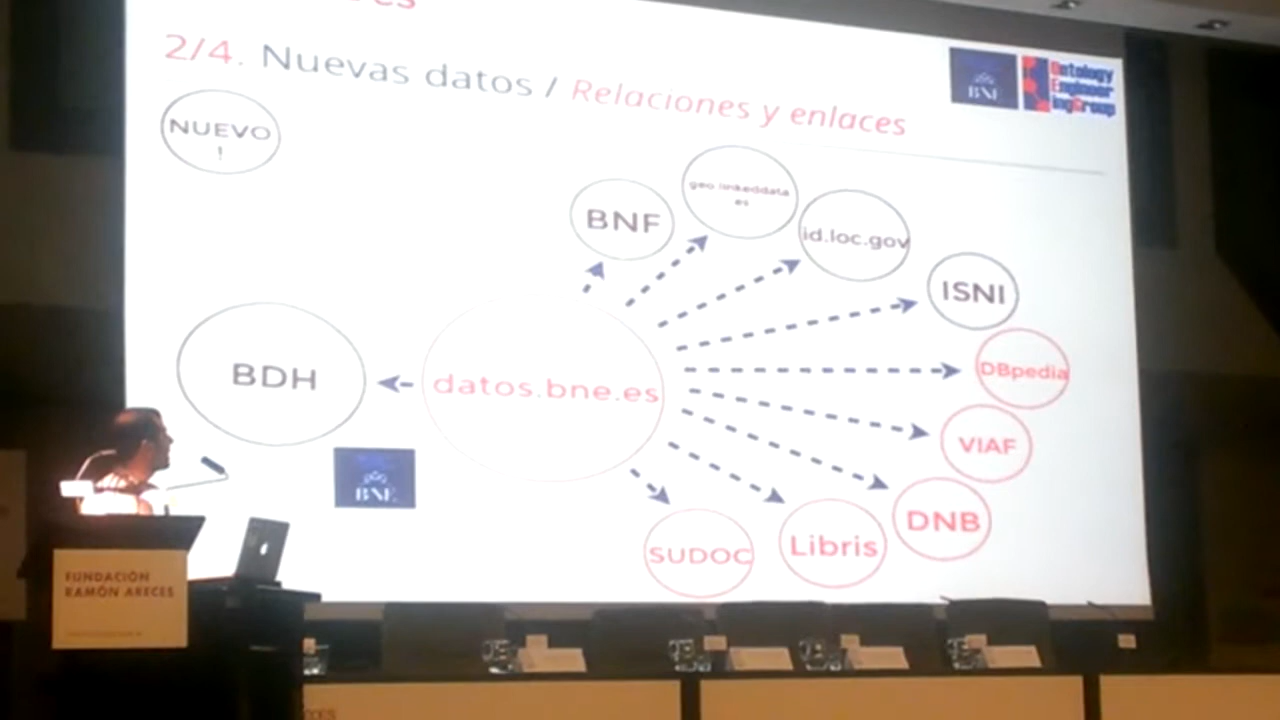 2/4. Nuevas datos / Relaciones y enlaces
BNE
Ontology
Engineer
ingGroup
NUEVO
!
BNF
geo.linkeddata
es
id.loc.gov
ISNI
DBpedia
VIAF
DNB
Libris
SUDOC
BDH
datos.bne.es
BNE
FUNDACIÓN
RAMÓN ARECES